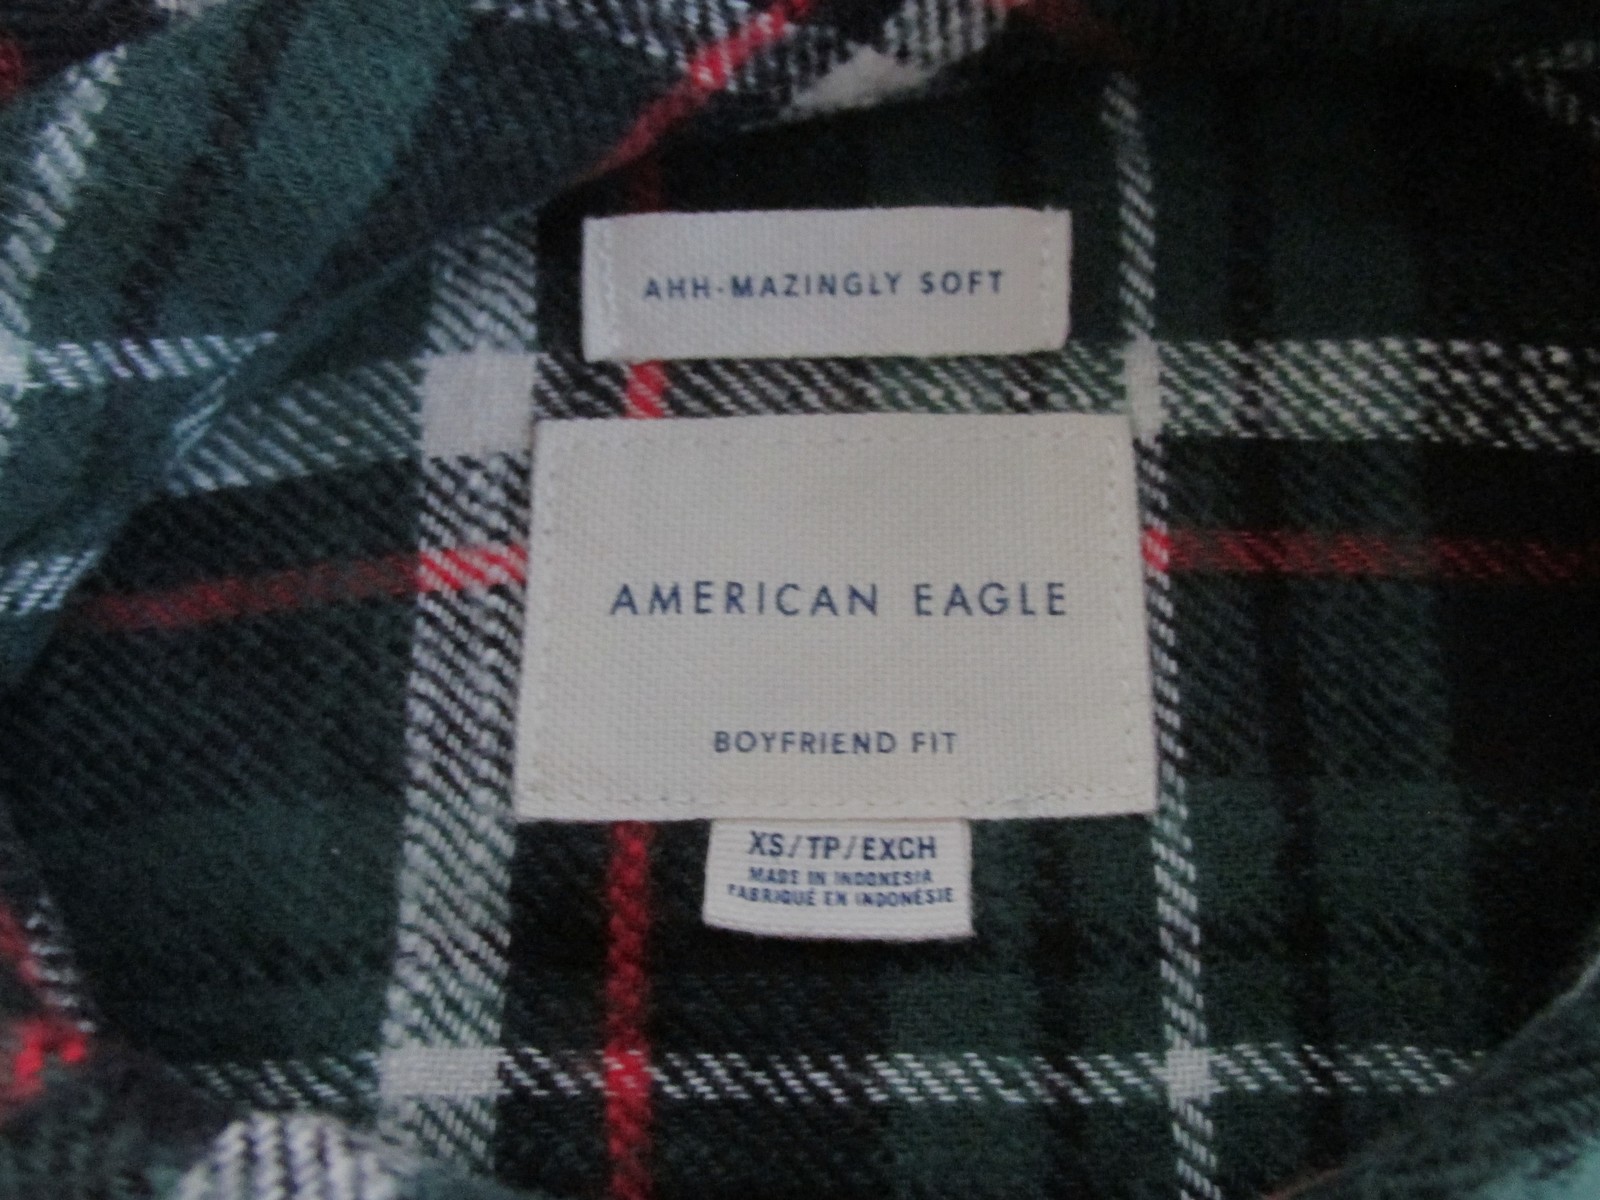 AHH-MAZINGLY SOFT
AMERICAN EAGLE
BOYFRIEND FIT
XS/TP/EXCH
MADE IN INDONESIA
FABRIQUÉ EN INDONÉSIE